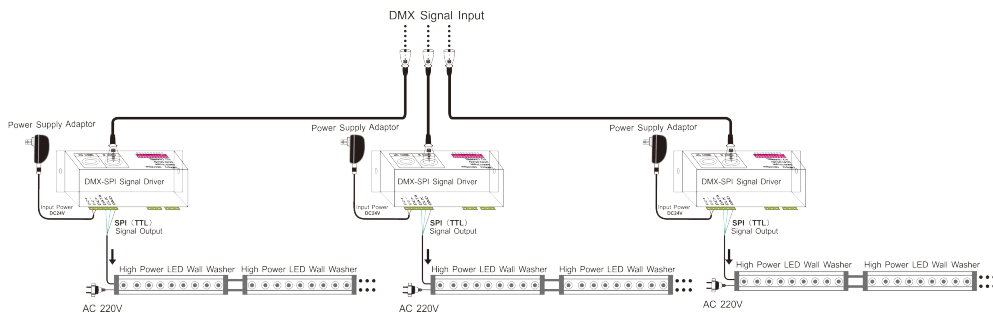 DMX Signal Input
Power Supply Adaptor
DMX-SPI Signal Driver
Input Power
DC24V
SPI (TTL)
Signal Output
High Power LED Wall Washer
High Power LED Wall Washer
AC 220V
Power Supply Adaptor
DMX-SPI Signal Driver
Input Power
DC24V
SPI (TTL)
Signal Output
High Power LED Wall Washer
High Power LED Wall Washer
AC 220V
Power Supply Adaptor
DMX-SPI Signal Driver
Input Power
DC24V
SPI (TTL)
Signal Output
High Power LED Wall Washer
High Power LED Wall Washer
AC 220V